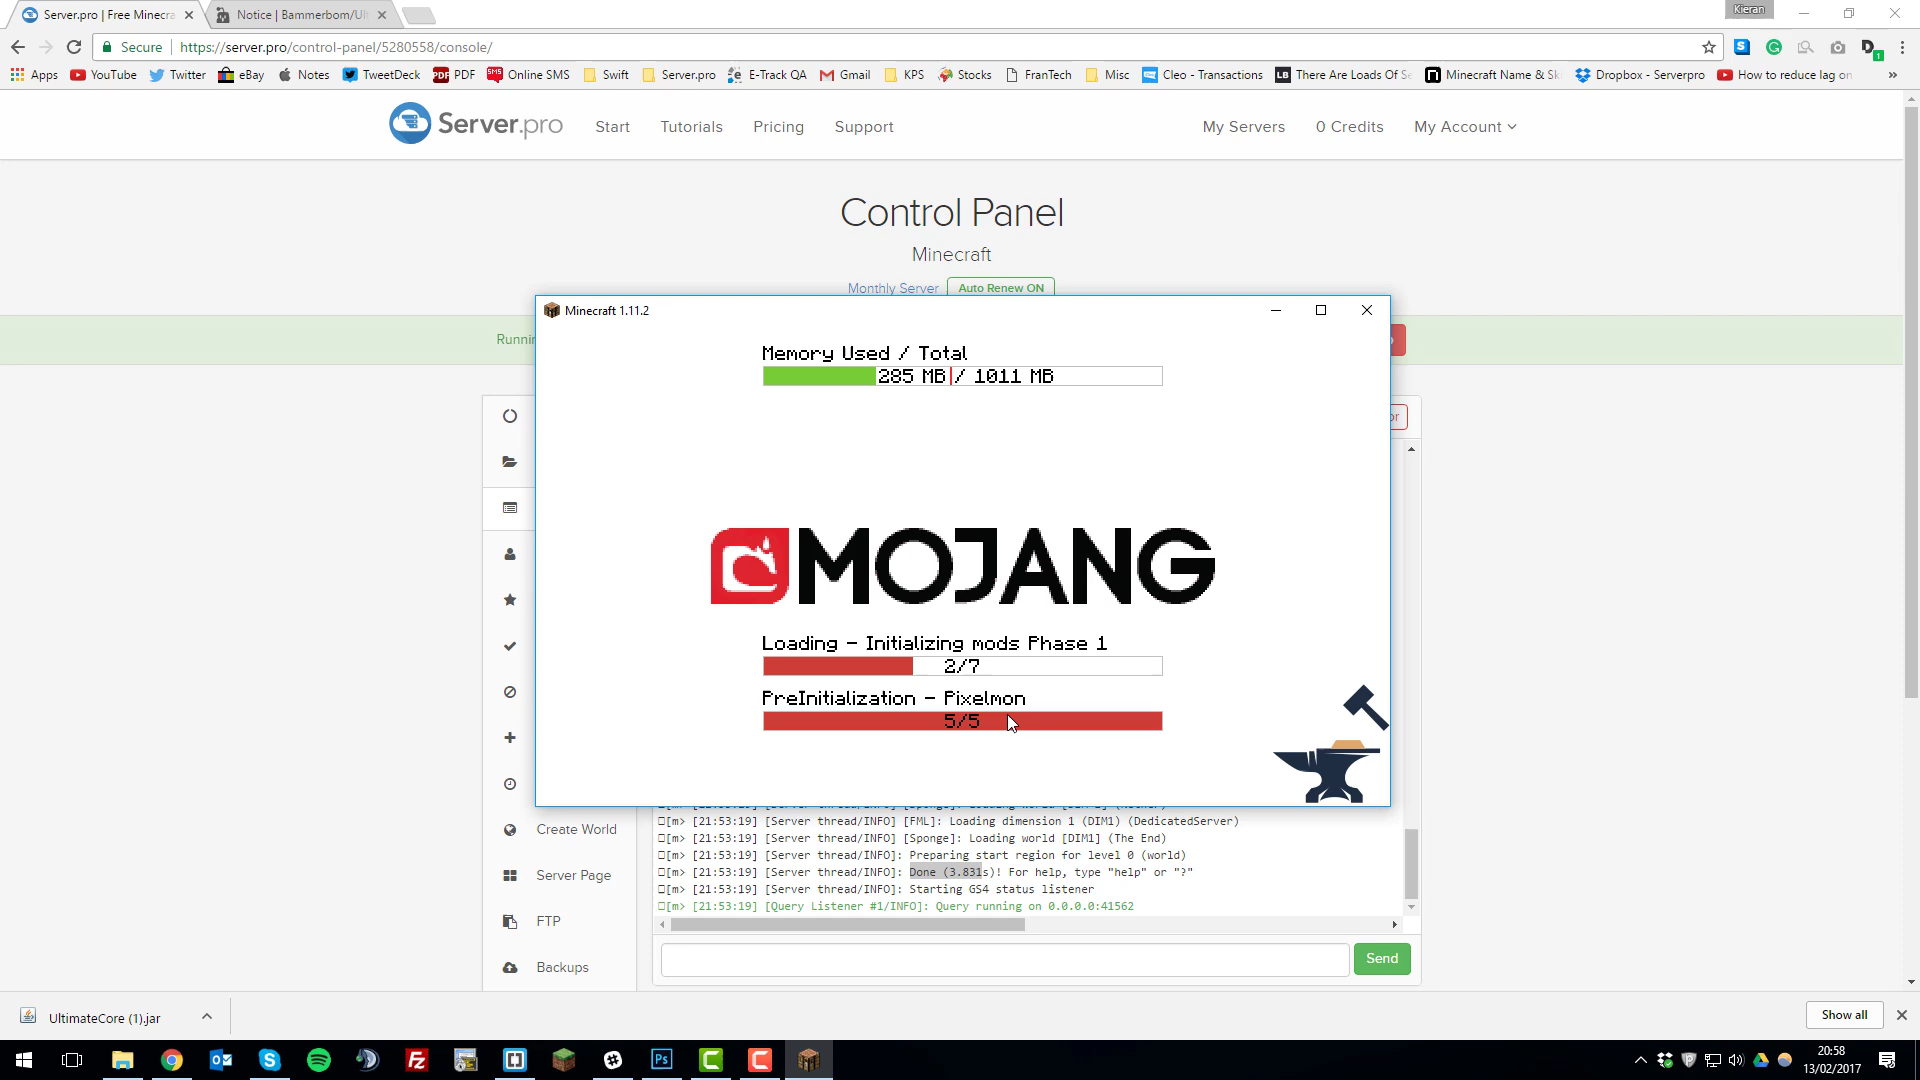 Server.pro | Free Minecra
Notice | Bammerbom/Ul
Kieran
Secure
https://server.pro/control-panel/5280558/console/
Apps
YouTube
Twitter
eBay
Notes
TweetDeck
PDF
Online SMS
Swift
Server.pro
E-Track QA
Gmail
KPS
Stocks
FranTech
Misc
Cleo - Transactions
There Are Loads Of Se
Minecraft Name & Sk
Dropbox - Serverpro
How to reduce lag on
Server.pro
Start
Tutorials
Pricing
Support
My Servers
0 Credits
My Account
Control Panel
Minecraft
Monthly Server
Auto Renew ON
Runnin
Minecraft 1.11.2
Memory Used / Total
285 MB / 1011 MB
MOJANG
Loading - Initializing mods Phase 1
2/7
PreInitialization - Pixelmon
5/5
[m> [21:53:19] [Server thread/INFO] [FML]: Loading dimension 1 (DIM1) (DedicatedServer)
[m> [21:53:19] [Server thread/INFO] [Sponge]: Loading world [DIM1] (The End)
[m> [21:53:19] [Server thread/INFO]: Preparing start region for level 0 (world)
[m> [21:53:19] [Server thread/INFO]: Done (3.831s)! For help, type "help" or "?"
[m> [21:53:19] [Server thread/INFO]: Starting GS4 status listener
[m> [21:53:19] [Query Listener #1/INFO]: Query running on 0.0.0.0:41562
Create World
Server Page
FTP
Backups
Send
UltimateCore (1).jar
Show all
20:58
13/02/2017